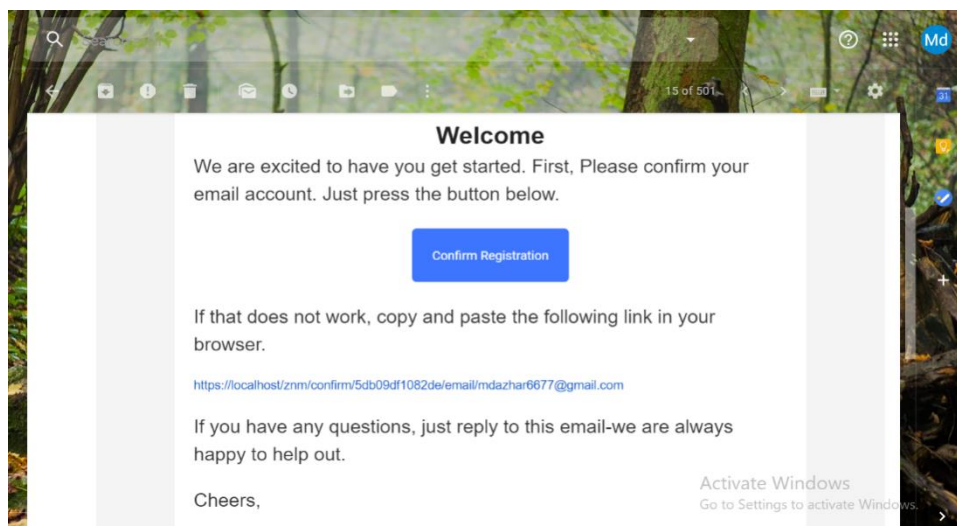 Md
15 of 501
31
Welcome
We are excited to have you get started. First, Please confirm your
email account. Just press the button below.
Confirm Registration
If that does not work, copy and paste the following link in your
browser.
https://localhost/znm/confirm/5db09df1082de/email/mdazhar6677@gmail.com
If you have any questions, just reply to this email-we are always
happy to help out.
Cheers,
Activate Windows
Go to Settings to activate Windows.